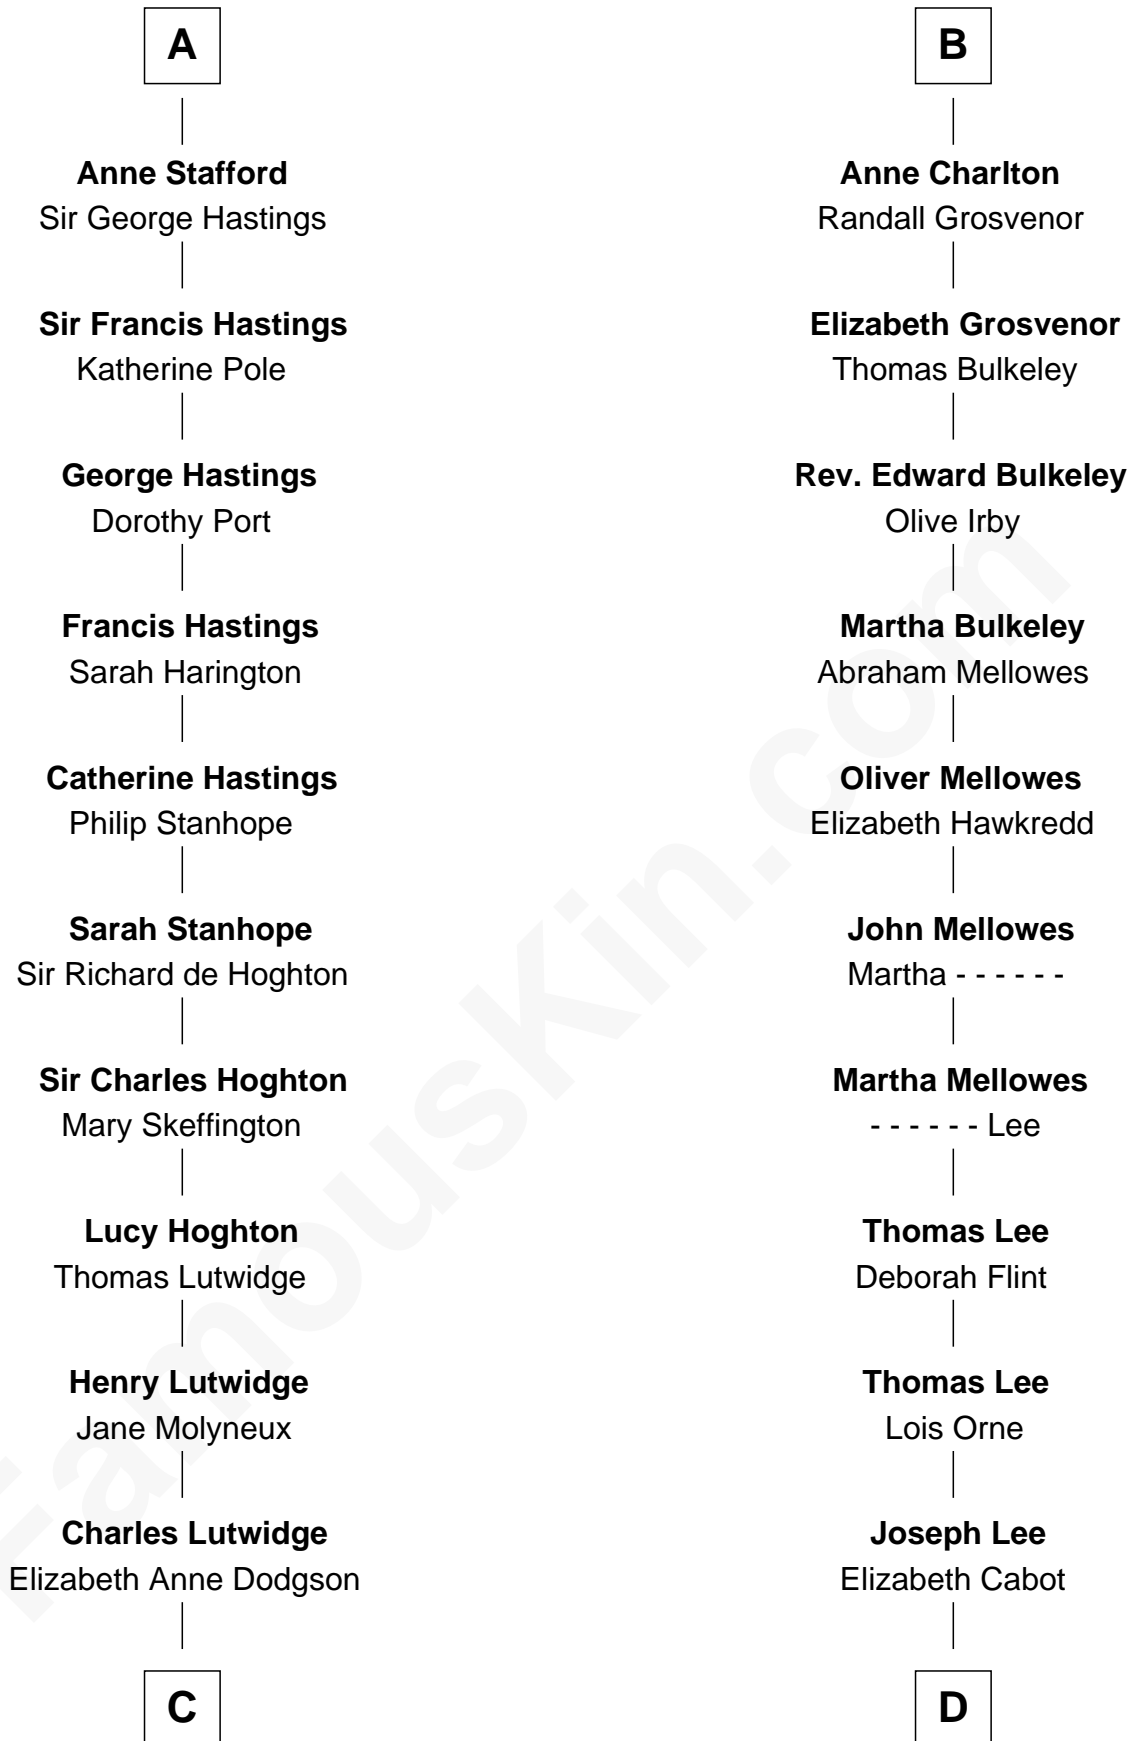 A
Anne Stafford
Sir George Hastings
Sir Francis Hastings
Katherine Pole
George Hastings
Dorothy Port
Francis Hastings
Sarah Harington
Catherine Hastings
Philip Stanhope
Sarah Stanhope
Sir Richard de Hoghton
Sir Charles Hoghton
Mary Skeffington
Lucy Hoghton
Thomas Lutwidge
Henry Lutwidge
Jane Molyneux
Charles Lutwidge
Elizabeth Anne Dodgson
C
B
Anne Charlton
Randall Grosvenor
Elizabeth Grosvenor
Thomas Bulkeley
Rev. Edward Bulkeley
Olive Irby
Martha Bulkeley
Abraham Mellowes
Oliver Mellowes
Elizabeth Hawkredd
John Mellowes
Martha - - - - - -
Martha Mellowes
- - - - - - Lee
Thomas Lee
Deborah Flint
Thomas Lee
Lois Orne
Joseph Lee
Elizabeth Cabot
D
FamousKin.com